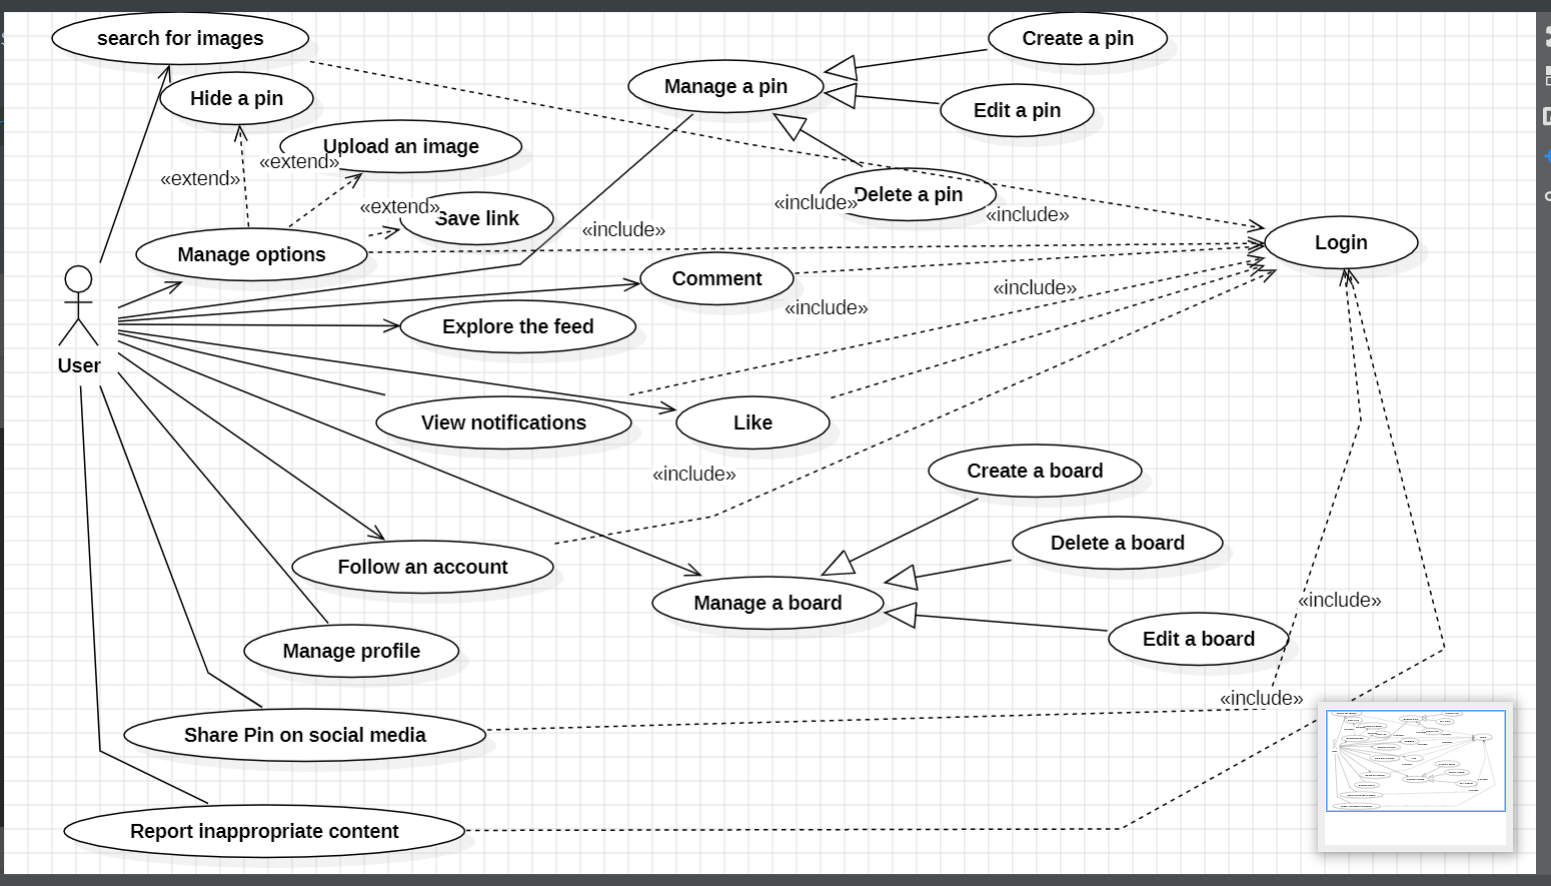 search for images
Create a pin
Manage a pin
Hide a pin
Edit a pin
Upload an image
«extend»
«extend»
Delete a pin
«include»
«extend»
Save link
«include»
«include»
Login
Manage options
Comment
«include»
«include»
Explore the feed
User
View notifications
Like
Create a board
«include»
Delete a board
Follow an account
«include»
Manage a board
Edit a board
Manage profile
«include»
Share Pin on social media
Report inappropriate content